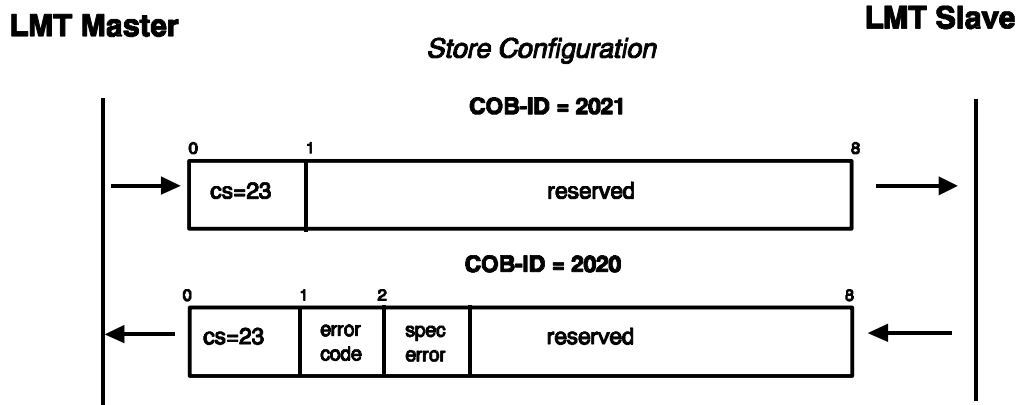 LMT Master
LMT Slave
Store Configuration
COB-ID = 2021
0 1 8
cs=23 reserved
COB-ID = 2020
0 1 2 8
cs=23 error code spec error reserved